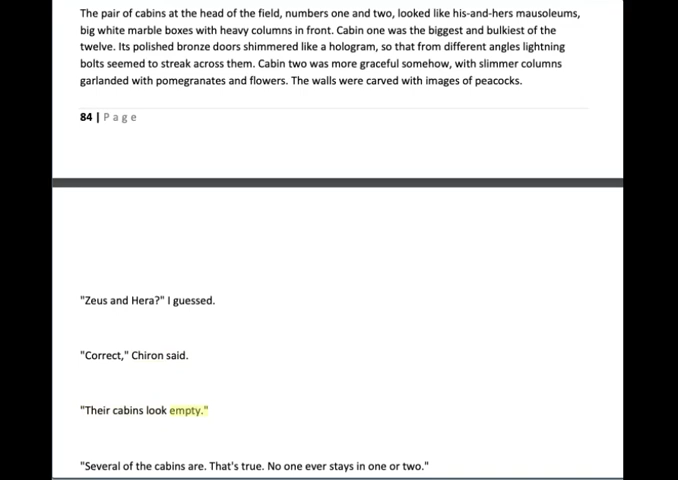 The pair of cabins at the head of the field, numbers one and two, looked like his-and-hers mausoleums,
big white marble boxes with heavy columns in front. Cabin one was the biggest and bulkiest of the
twelve. Its polished bronze doors shimmered like a hologram, so that from different angles lightning
bolts seemed to streak across them. Cabin two was more graceful somehow, with slimmer columns
garlanded with pomegranates and flowers. The walls were carved with images of peacocks.
84 | Page
"Zeus and Hera?" I guessed.
"Correct," Chiron said.
"Their cabins look empty."
"Several of the cabins are. That's true. No one ever stays in one or two."